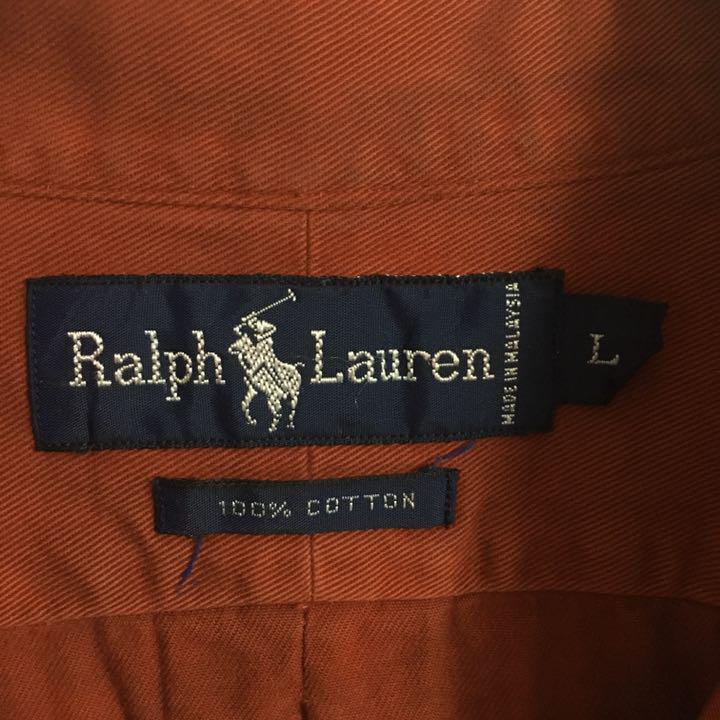 Ralph Lauren
MADE IN MALAYSIA
L
100% COTTON